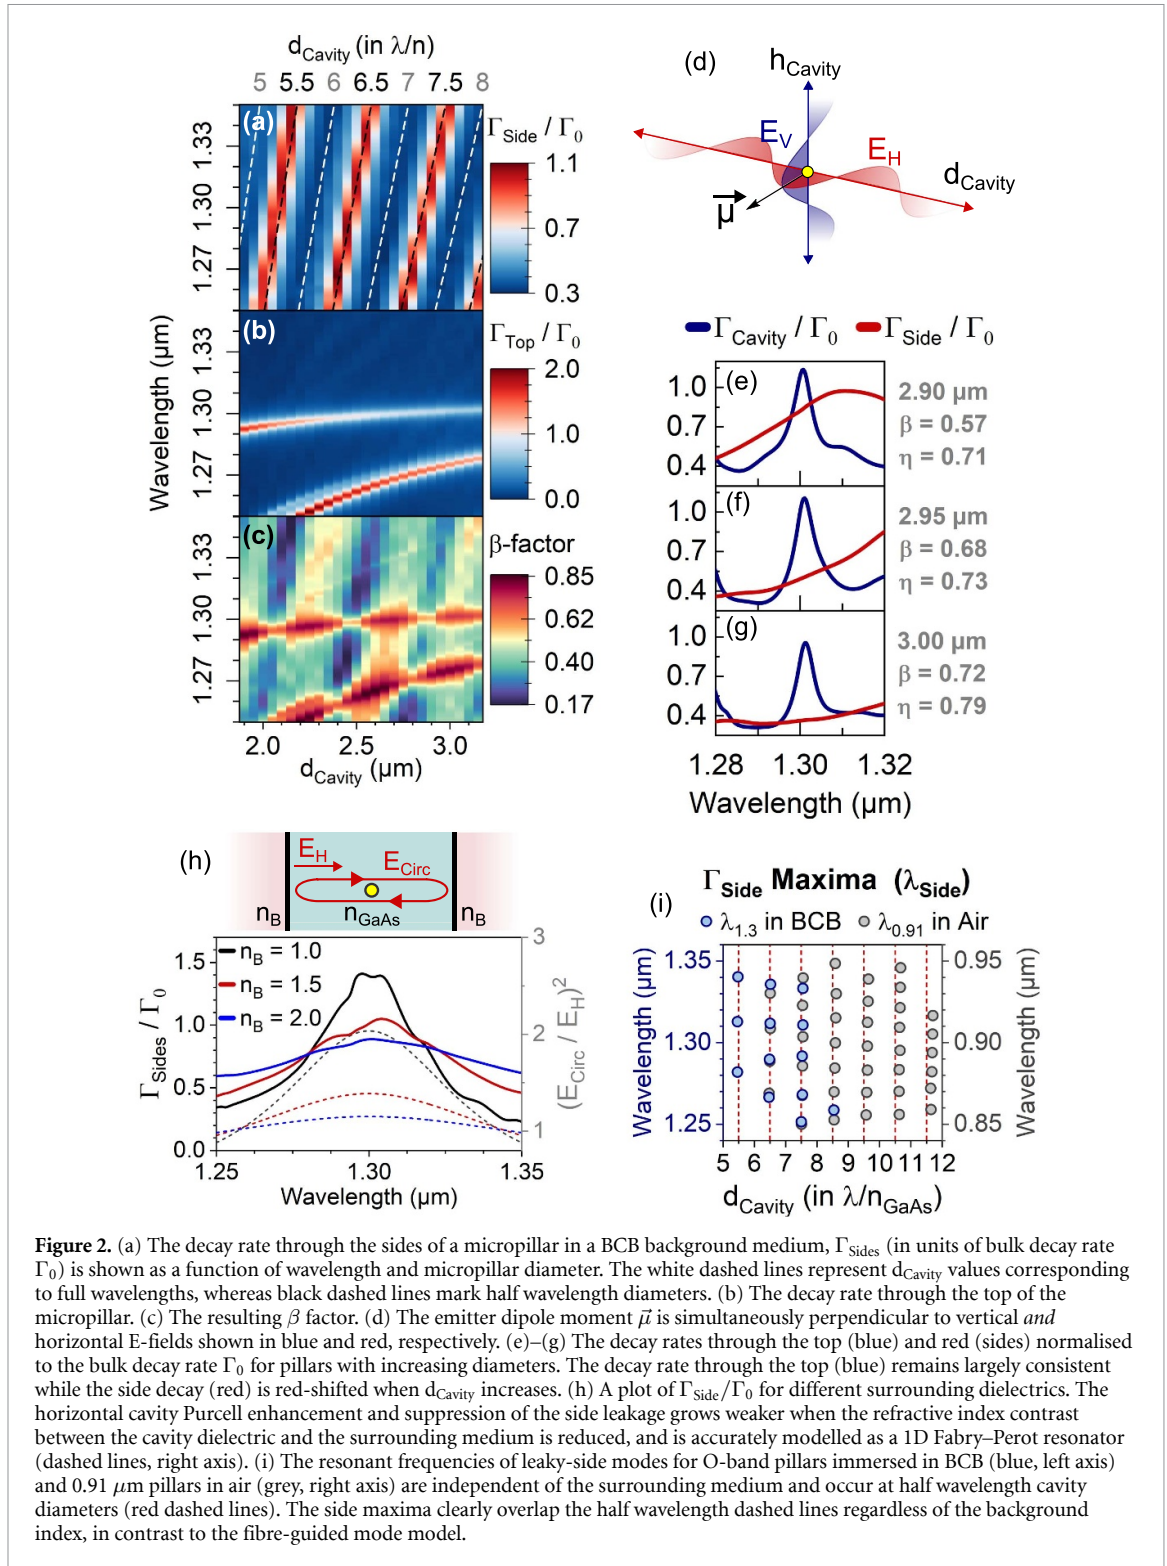 d_Cavity (in λ/n)
5 5.5 6 6.5 7 7.5 8
(a)
Γ_Side / Γ_0
1.33
1.30
1.27
1.1
0.7
0.3
(b)
Γ_Top / Γ_0
Wavelength (μm)
1.33
1.30
1.27
2.0
1.0
0.0
(c)
β-factor
1.33
1.30
1.27
0.85
0.62
0.40
0.17
2.0 2.5 3.0
d_Cavity (μm)
(d)
h_Cavity
E_V
E_H
d_Cavity
μ⃗
Γ_Cavity / Γ_0 Γ_Side / Γ_0
(e)
1.0
0.7
0.4
2.90 μm
β = 0.57
η = 0.71
(f)
1.0
0.7
0.4
2.95 μm
β = 0.68
η = 0.73
(g)
1.0
0.7
0.4
3.00 μm
β = 0.72
η = 0.79
1.28 1.30 1.32
Wavelength (μm)
(h)
E_H
E_Circ
n_B n_GaAs n_B
n_B = 1.0
n_B = 1.5
n_B = 2.0
Γ_Sides / Γ_0
1.5
1.0
0.5
0.0
3
2
1
(E_Circ / E_H)²
1.25 1.30 1.35
Wavelength (μm)
Γ_Side Maxima (λ_Side)
(i)
λ_1.3 in BCB λ_0.91 in Air
Wavelength (μm)
1.35
1.30
1.25
0.95
0.90
0.85
Wavelength (μm)
5 6 7 8 9 10 11 12
d_Cavity (in λ/n_GaAs)
Figure 2. (a) The decay rate through the sides of a micropillar in a BCB background medium, Γ_Sides (in units of bulk decay rate
Γ_0) is shown as a function of wavelength and micropillar diameter. The white dashed lines represent d_Cavity values corresponding
to full wavelengths, whereas black dashed lines mark half wavelength diameters. (b) The decay rate through the top of the
micropillar. (c) The resulting β factor. (d) The emitter dipole moment μ⃗ is simultaneously perpendicular to vertical and
horizontal E-fields shown in blue and red, respectively. (e)–(g) The decay rates through the top (blue) and red (sides) normalised
to the bulk decay rate Γ_0 for pillars with increasing diameters. The decay rate through the top (blue) remains largely consistent
while the side decay (red) is red-shifted when d_Cavity increases. (h) A plot of Γ_Side/Γ_0 for different surrounding dielectrics. The
horizontal cavity Purcell enhancement and suppression of the side leakage grows weaker when the refractive index contrast
between the cavity dielectric and the surrounding medium is reduced, and is accurately modelled as a 1D Fabry–Perot resonator
(dashed lines, right axis). (i) The resonant frequencies of leaky-side modes for O-band pillars immersed in BCB (blue, left axis)
and 0.91 μm pillars in air (grey, right axis) are independent of the surrounding medium and occur at half wavelength cavity
diameters (red dashed lines). The side maxima clearly overlap the half wavelength dashed lines regardless of the background
index, in contrast to the fibre-guided mode model.